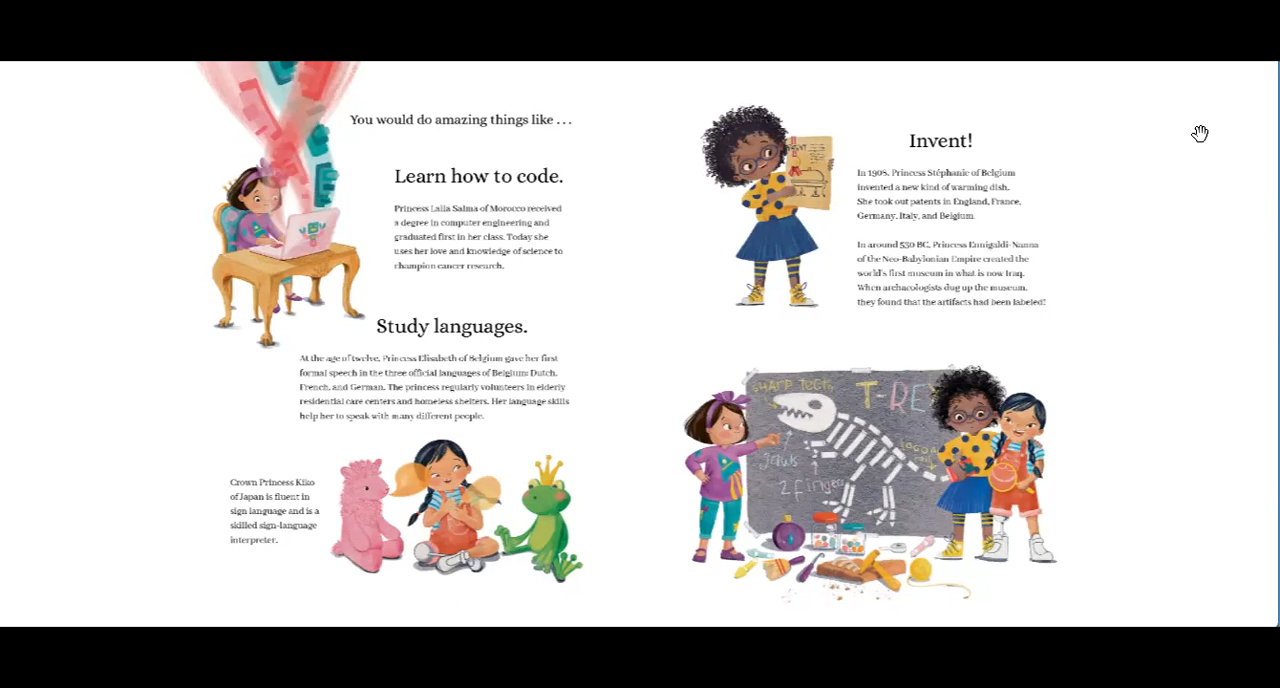 You would do amazing things like . . .
Learn how to code.
Princess Lalla Salma of Morocco received
a degree in computer engineering and
graduated first in her class. Today she
uses her love and knowledge of science to
champion cancer research.
Study languages.
At the age of twelve, Princess Elisabeth of Belgium gave her first
formal speech in the three official languages of Belgium: Dutch,
French, and German. The princess regularly volunteers in elderly
residential care centers and homeless shelters. Her language skills
help her to speak with many different people.
Crown Princess Kiko
of Japan is fluent in
sign language and is a
skilled sign-language
interpreter.
Invent!
In 1908, Princess Stéphanie of Belgium
invented a new kind of warming dish.
She took out patents in England, France,
Germany, Italy, and Belgium.
In around 530 BC, Princess Ennigaldi-Nanna
of the Neo-Babylonian Empire created the
world's first museum in what is now Iraq.
When archaeologists dug up the museum,
they found that the artifacts had been labeled!
SHARP TEETH
T-REX
jaws
2 fingers